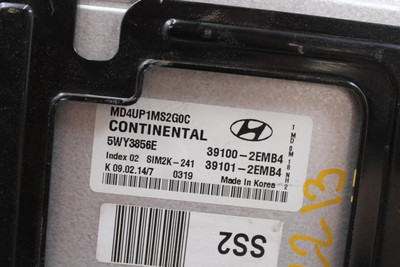 MD4UP1MS2G0C
CONTINENTAL
5WY3856E
39100-2EMB4
Index 02 SIM2K-241
39101-2EMB4
K 09.02.14/7 0319
Made in Korea
SS2